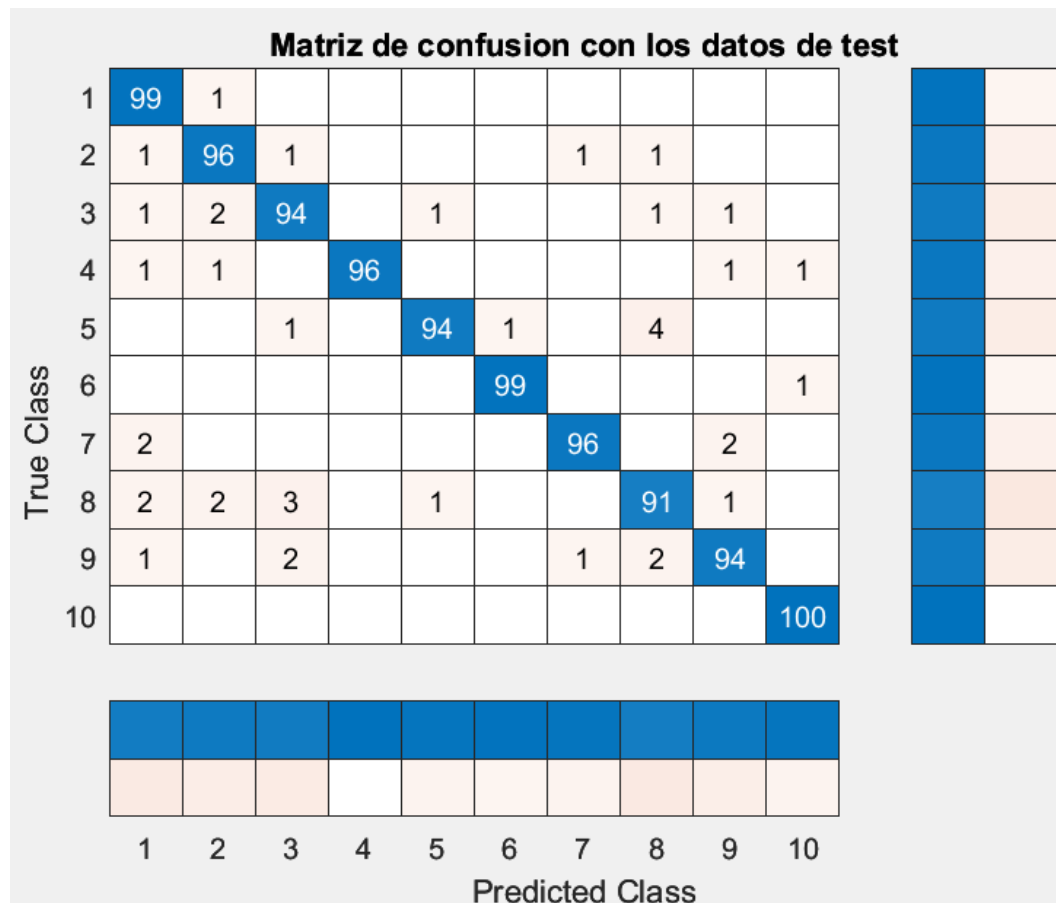 Matriz de confusion con los datos de test
1 99 1
2 1 96 1 1 1
3 1 2 94 1 1 1
4 1 1 96 1 1
5 1 94 1 4
6 99 1
7 2 96 2
8 2 2 3 1 91 1
9 1 2 1 2 94
10 100
True Class
1 2 3 4 5 6 7 8 9 10
Predicted Class